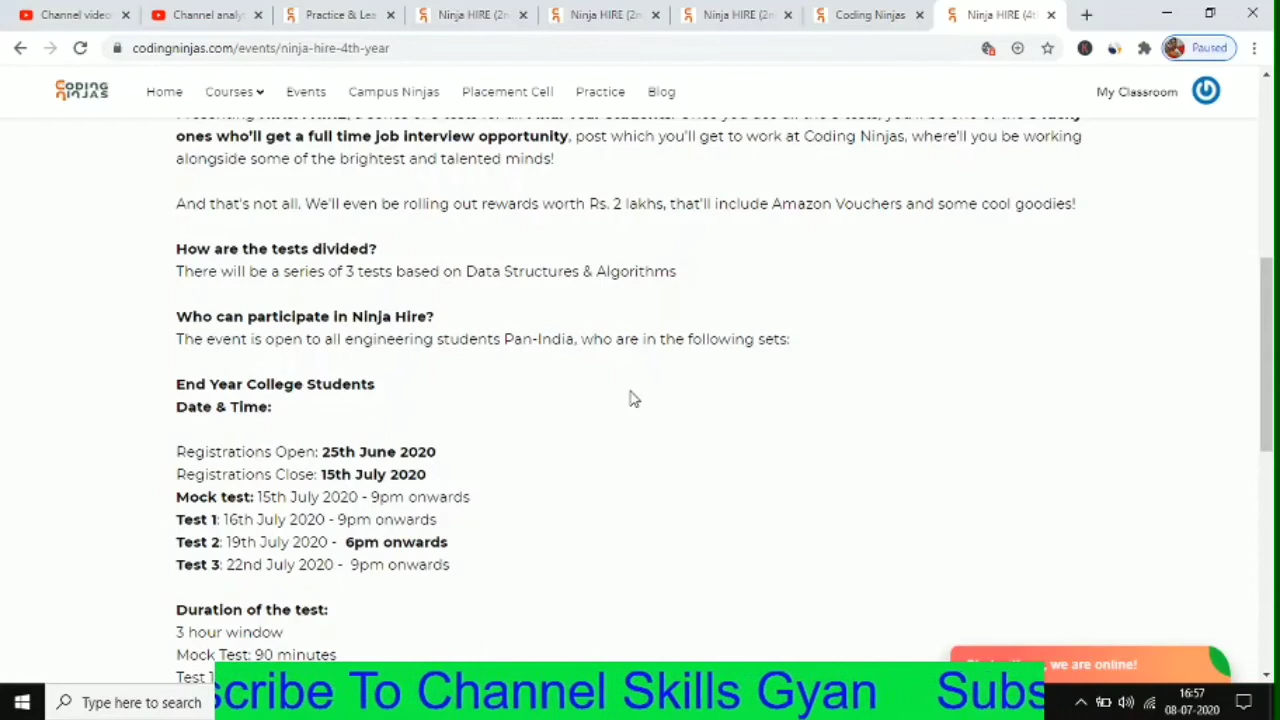 Channel video
Channel analy
Practice & Lea
Ninja HIRE (2n
Ninja HIRE (2n
Ninja HIRE (2n
Coding Ninjas
Ninja HIRE (4t
codingninjas.com/events/ninja-hire-4th-year
Paused
CODING NINJAS
Home Courses Events Campus Ninjas Placement Cell Practice Blog My Classroom
ones who'll get a full time job interview opportunity, post which you'll get to work at Coding Ninjas, where'll you be working
alongside some of the brightest and talented minds!
And that's not all. We'll even be rolling out rewards worth Rs. 2 lakhs, that'll include Amazon Vouchers and some cool goodies!
How are the tests divided?
There will be a series of 3 tests based on Data Structures & Algorithms
Who can participate in Ninja Hire?
The event is open to all engineering students Pan-India, who are in the following sets:
End Year College Students
Date & Time:
Registrations Open: 25th June 2020
Registrations Close: 15th July 2020
Mock test: 15th July 2020 - 9pm onwards
Test 1: 16th July 2020 - 9pm onwards
Test 2: 19th July 2020 - 6pm onwards
Test 3: 22nd July 2020 - 9pm onwards
Duration of the test:
3 hour window
Mock Test: 90 minutes
Test 1
we are online!
scribe To Channel Skills Gyan Subs
Type here to search
16:57
08-07-2020